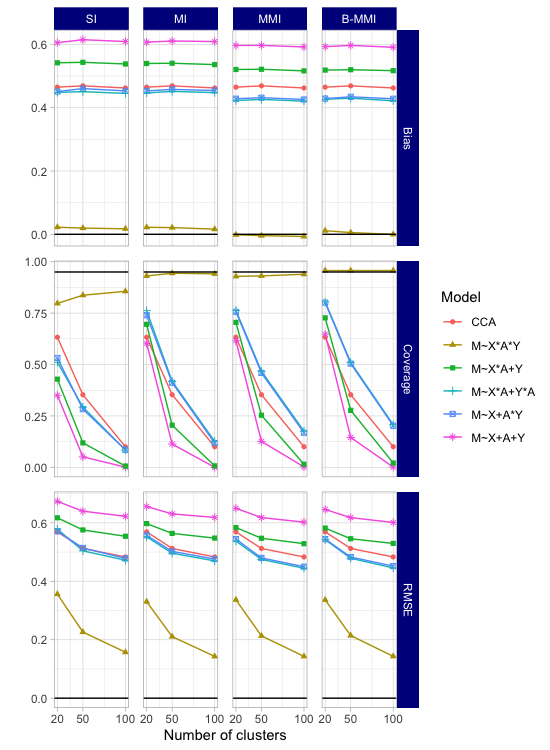 SI MI MMI B-MMI
0.6
0.4
0.2
0.0
Bias
1.00
0.75
0.50
0.25
0.00
Coverage
0.6
0.4
0.2
0.0
RMSE
20 50 100 20 50 100 20 50 100 20 50 100
Number of clusters
Model
CCA
M~X*A*Y
M~X*A+Y
M~X*A+Y*A
M~X+A*Y
M~X+A+Y